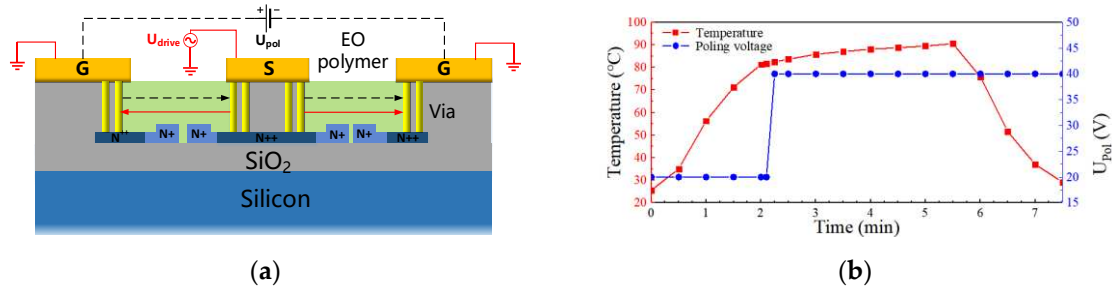 + −
U_drive U_pol EO
polymer
G S G
Via
N++ N+ N+ N++ N+ N+ N++
SiO₂
Silicon
(a)
100 50
90 45
80 40
70 35
60 30
50 25
40 20
30 15
20 10
Temperature
Poling voltage
Temperature (℃)
U_Pol (V)
0 1 2 3 4 5 6 7
Time (min)
(b)